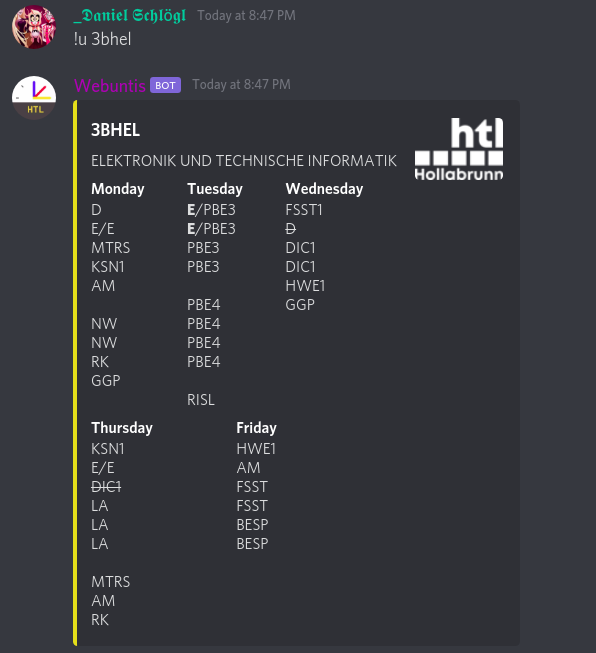 _𝕯𝖆𝖓𝖎𝖊𝖑 𝕾𝖈𝖍𝖑ö𝖌𝖑 Today at 8:47 PM
!u 3bhel
Webuntis BOT Today at 8:47 PM
HTL
3BHEL
htl
Hollabrunn
ELEKTRONIK UND TECHNISCHE INFORMATIK
Monday Tuesday Wednesday
D E/PBE3 FSST1
E/E E/PBE3 D
MTRS PBE3 DIC1
KSN1 PBE3 DIC1
AM HWE1
PBE4 GGP
NW PBE4
NW PBE4
RK PBE4
GGP
RISL
Thursday Friday
KSN1 HWE1
E/E AM
DIC1 FSST
LA FSST
LA BESP
LA BESP
MTRS
AM
RK